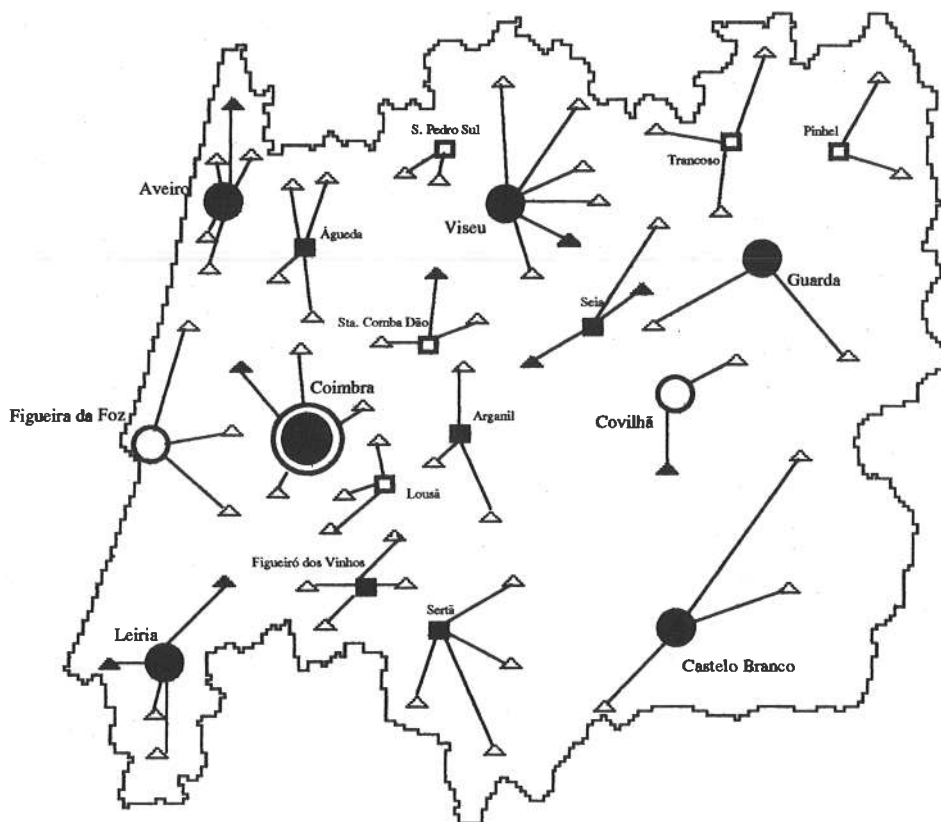 S. Pedro Sul
Pinhel
Trancoso
Aveiro
Viseu
Águeda
Guarda
Seia
Sta. Comba Dão
Coimbra
Figueira da Foz
Arganil
Covilhã
Lousã
Figueiró dos Vinhos
Sertã
Leiria
Castelo Branco